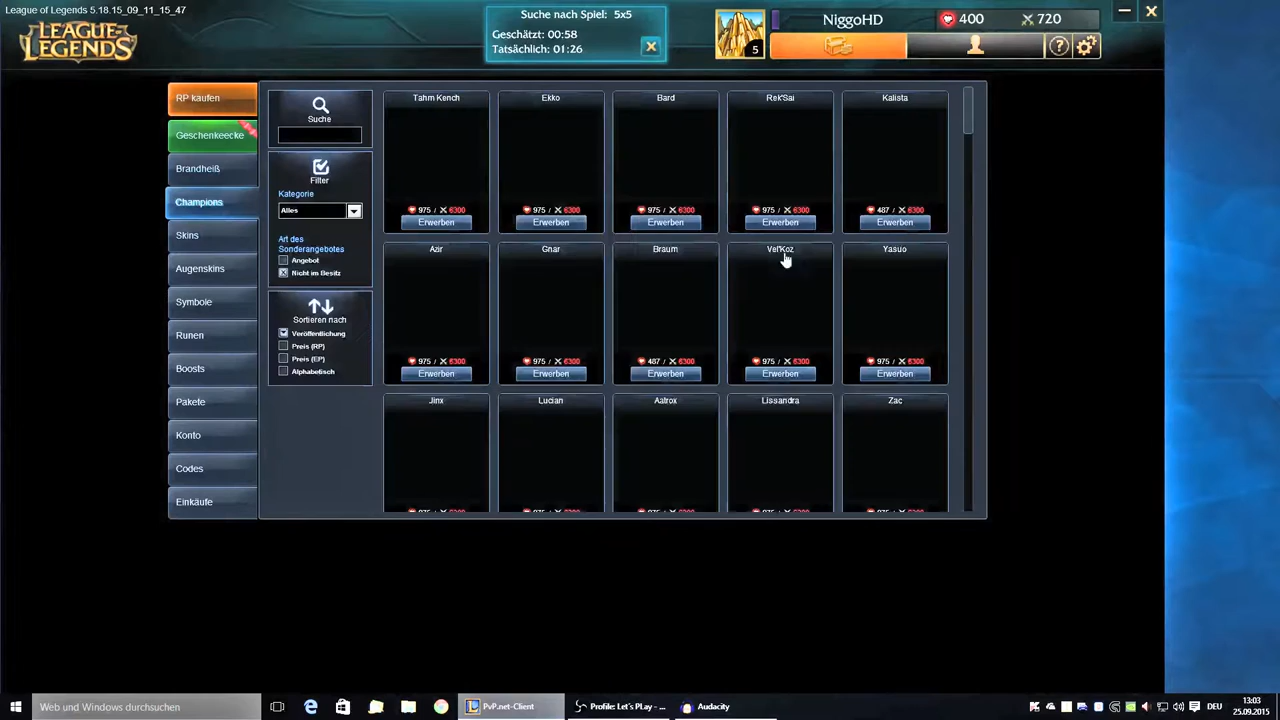 League of Legends 5.18.15_09_11_15_47
LEAGUE OF LEGENDS
Suche nach Spiel: 5x5
Geschätzt: 00:58
Tatsächlich: 01:26
5
NiggoHD
400
720
?
RP kaufen
Geschenkeecke
Brandheiß
Champions
Skins
Augenskins
Symbole
Runen
Boosts
Pakete
Konto
Codes
Einkäufe
Suche
Filter
Kategorie
Alles
Art des
Sonderangebotes
Angebot
Nicht im Besitz
Sortieren nach
Veröffentlichung
Preis (RP)
Preis (EP)
Alphabetisch
Tahm Kench Ekko Bard Rek'Sai Kalista
975 / 6300 975 / 6300 975 / 6300 975 / 6300 487 / 6300
Erwerben Erwerben Erwerben Erwerben Erwerben
Azir Gnar Braum Vel'Koz Yasuo
975 / 6300 975 / 6300 487 / 6300 975 / 6300 975 / 6300
Erwerben Erwerben Erwerben Erwerben Erwerben
Jinx Lucian Aatrox Lissandra Zac
Web und Windows durchsuchen
PvP.net-Client
Profile: Let's PLay - ...
Audacity
DEU
13:03
25.09.2015